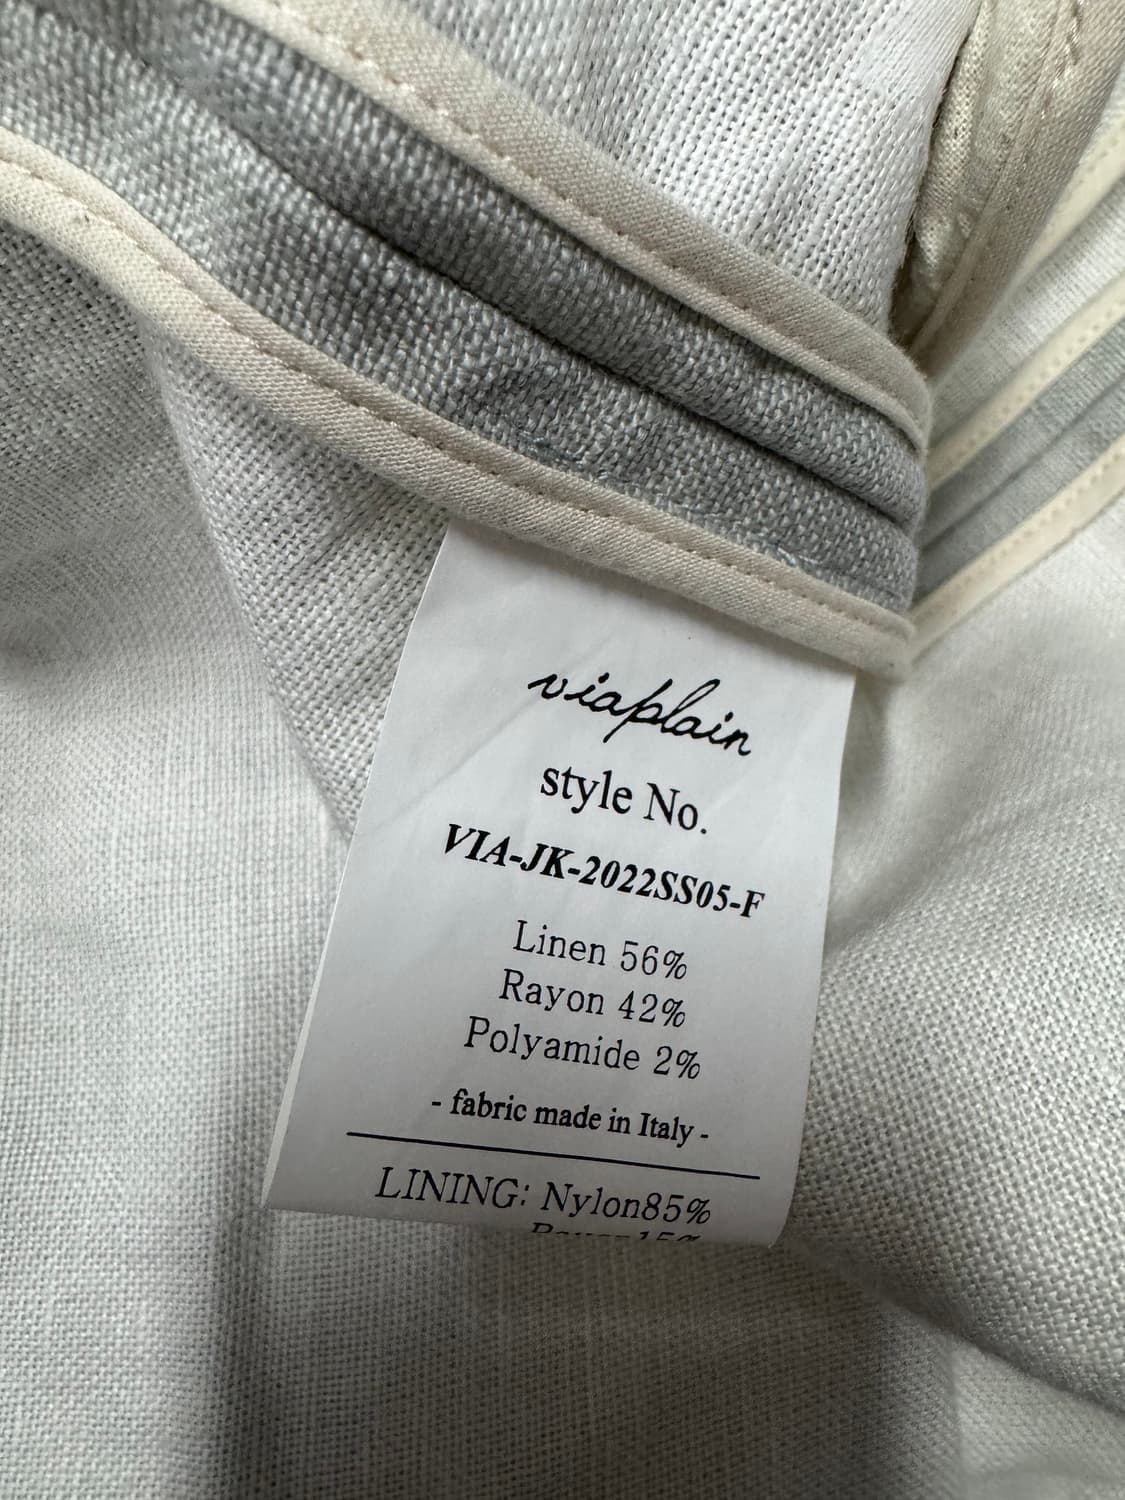 viaplain
style No.
VIA-JK-2022SS05-F
Linen 56%
Rayon 42%
Polyamide 2%
- fabric made in Italy -
LINING: Nylon85%